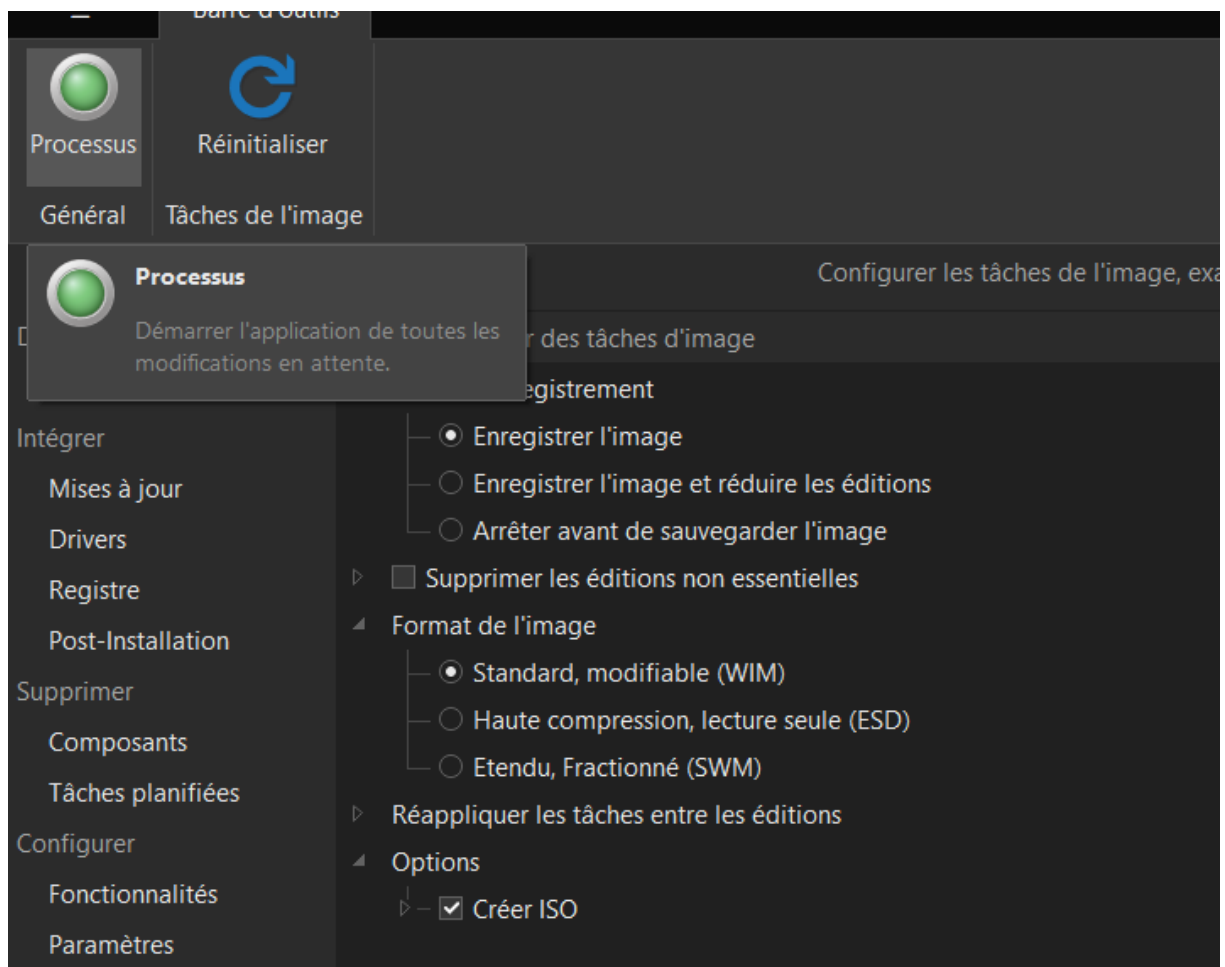 Barre d'outils
Processus
Réinitialiser
Général
Tâches de l'image
Processus
Démarrer l'application de toutes les
modifications en attente.
Configurer les tâches de l'image, exa
r des tâches d'image
egistrement
Intégrer
Enregistrer l'image
Mises à jour
Enregistrer l'image et réduire les éditions
Drivers
Arrêter avant de sauvegarder l'image
Registre
Supprimer les éditions non essentielles
Post-Installation
Format de l'image
Supprimer
Standard, modifiable (WIM)
Composants
Haute compression, lecture seule (ESD)
Etendu, Fractionné (SWM)
Tâches planifiées
Réappliquer les tâches entre les éditions
Configurer
Options
Fonctionnalités
Créer ISO
Paramètres